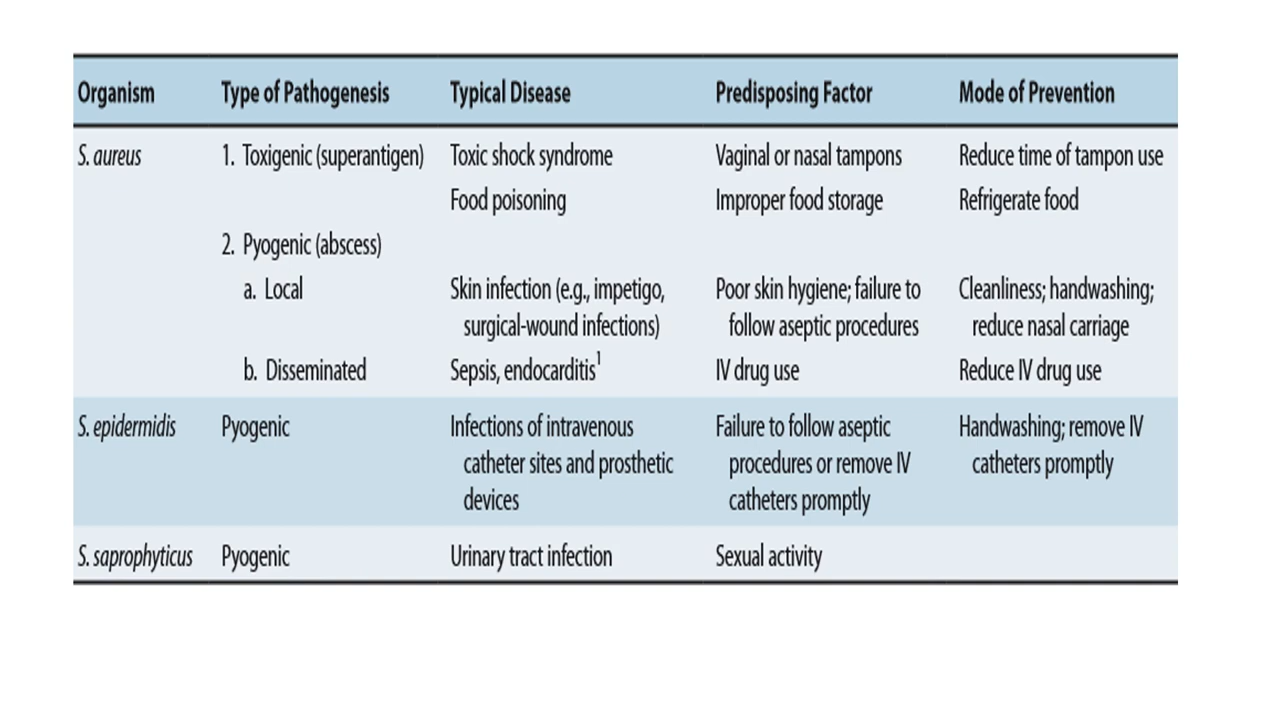 Organism Type of Pathogenesis Typical Disease Predisposing Factor Mode of Prevention
S. aureus 1. Toxigenic (superantigen) Toxic shock syndrome Vaginal or nasal tampons Reduce time of tampon use
Food poisoning Improper food storage Refrigerate food
2. Pyogenic (abscess)
a. Local Skin infection (e.g., impetigo, Poor skin hygiene; failure to Cleanliness; handwashing;
surgical-wound infections) follow aseptic procedures reduce nasal carriage
b. Disseminated Sepsis, endocarditis¹ IV drug use Reduce IV drug use
S. epidermidis Pyogenic Infections of intravenous Failure to follow aseptic Handwashing; remove IV
catheter sites and prosthetic procedures or remove IV catheters promptly
devices catheters promptly
S. saprophyticus Pyogenic Urinary tract infection Sexual activity